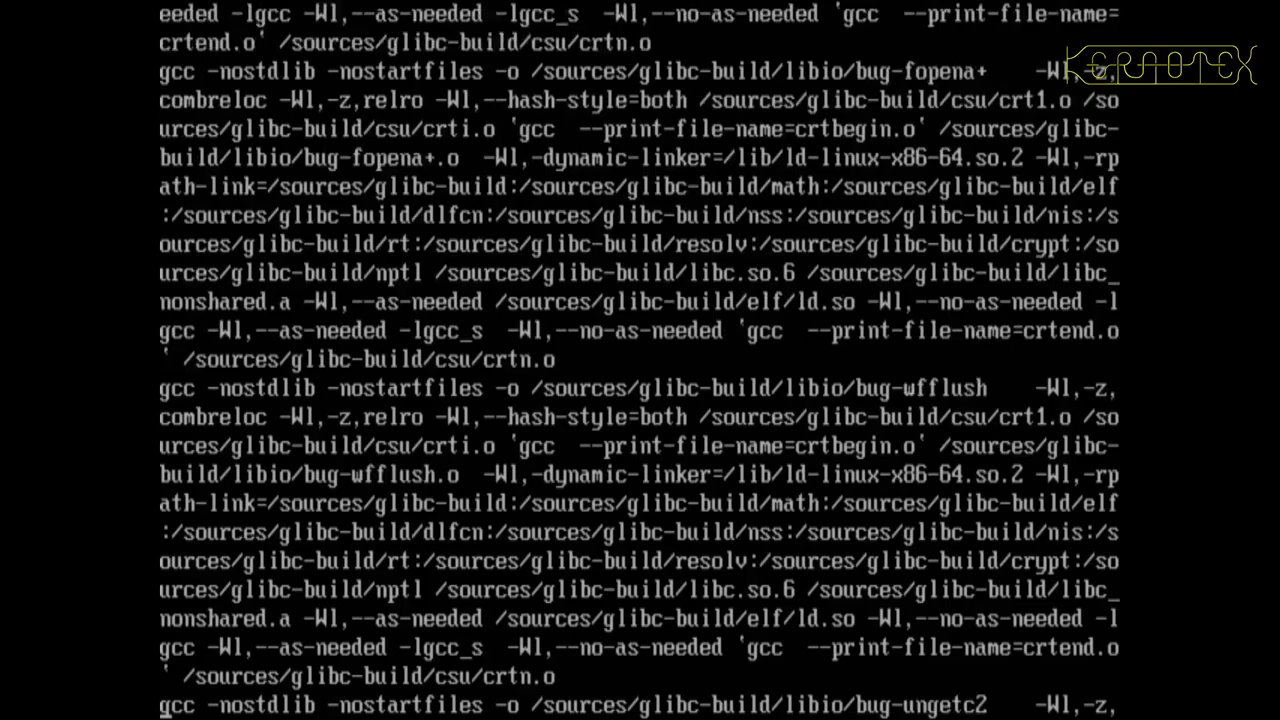 eeded -lgcc -Wl,--as-needed -lgcc_s  -Wl,--no-as-needed `gcc  --print-file-name=
crtend.o` /sources/glibc-build/csu/crtn.o
KERNOTEX
gcc -nostdlib -nostartfiles -o /sources/glibc-build/libio/bug-fopena+    -Wl,-z,
combreloc -Wl,-z,relro -Wl,--hash-style=both /sources/glibc-build/csu/crt1.o /so
urces/glibc-build/csu/crti.o `gcc  --print-file-name=crtbegin.o` /sources/glibc-
build/libio/bug-fopena+.o  -Wl,-dynamic-linker=/lib/ld-linux-x86-64.so.2 -Wl,-rp
ath-link=/sources/glibc-build:/sources/glibc-build/math:/sources/glibc-build/elf
:/sources/glibc-build/dlfcn:/sources/glibc-build/nss:/sources/glibc-build/nis:/s
ources/glibc-build/rt:/sources/glibc-build/resolv:/sources/glibc-build/crypt:/so
urces/glibc-build/nptl /sources/glibc-build/libc.so.6 /sources/glibc-build/libc_
nonshared.a -Wl,--as-needed /sources/glibc-build/elf/ld.so -Wl,--no-as-needed -l
gcc -Wl,--as-needed -lgcc_s  -Wl,--no-as-needed `gcc  --print-file-name=crtend.o
` /sources/glibc-build/csu/crtn.o
gcc -nostdlib -nostartfiles -o /sources/glibc-build/libio/bug-wfflush    -Wl,-z,
combreloc -Wl,-z,relro -Wl,--hash-style=both /sources/glibc-build/csu/crt1.o /so
urces/glibc-build/csu/crti.o `gcc  --print-file-name=crtbegin.o` /sources/glibc-
build/libio/bug-wfflush.o  -Wl,-dynamic-linker=/lib/ld-linux-x86-64.so.2 -Wl,-rp
ath-link=/sources/glibc-build:/sources/glibc-build/math:/sources/glibc-build/elf
:/sources/glibc-build/dlfcn:/sources/glibc-build/nss:/sources/glibc-build/nis:/s
ources/glibc-build/rt:/sources/glibc-build/resolv:/sources/glibc-build/crypt:/so
urces/glibc-build/nptl /sources/glibc-build/libc.so.6 /sources/glibc-build/libc_
nonshared.a -Wl,--as-needed /sources/glibc-build/elf/ld.so -Wl,--no-as-needed -l
gcc -Wl,--as-needed -lgcc_s  -Wl,--no-as-needed `gcc  --print-file-name=crtend.o
` /sources/glibc-build/csu/crtn.o
gcc -nostdlib -nostartfiles -o /sources/glibc-build/libio/bug-ungetc2    -Wl,-z,